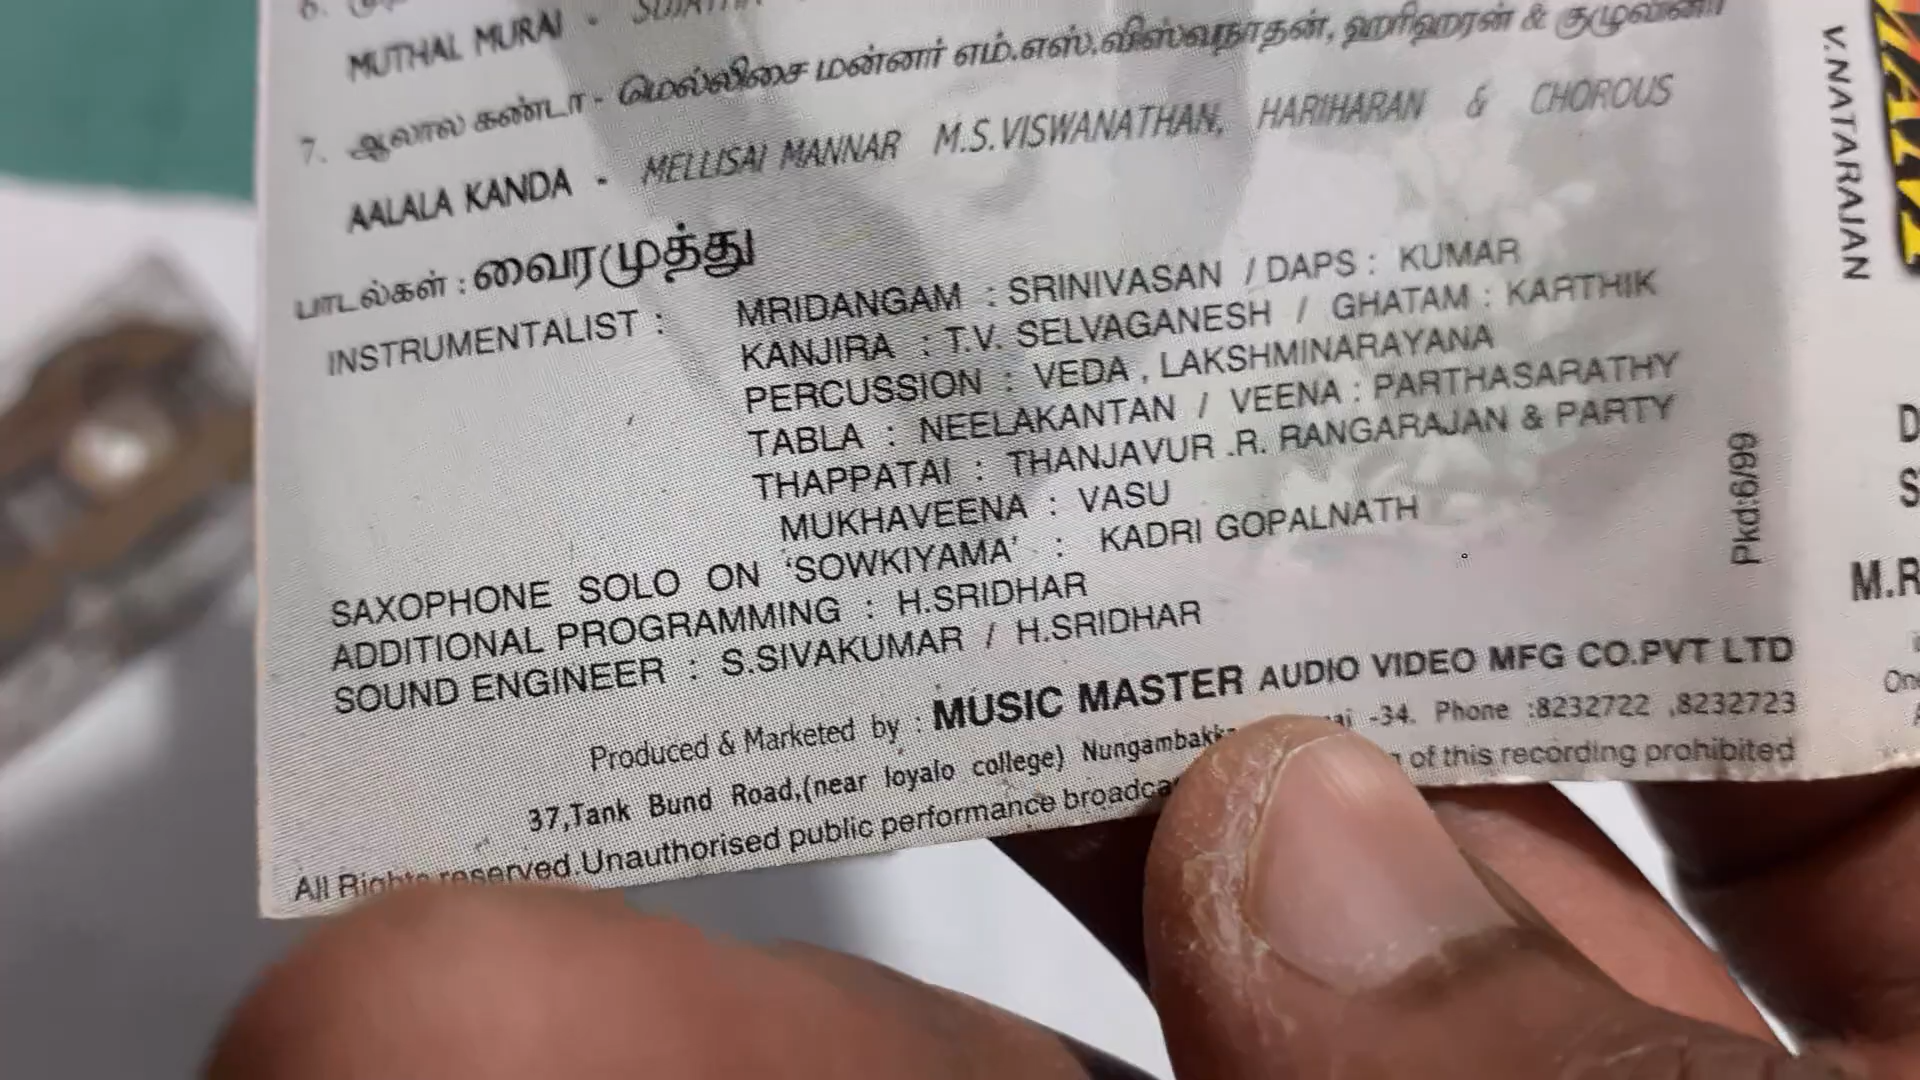 MUTHAL MURAI -
7. ஆலால கண்டா - மெல்லிசை மன்னர் எம்.எஸ்.விஸ்வநாதன், ஹரிஹரன் & குழுவினர்
AALALA KANDA - MELLISAI MANNAR M.S.VISWANATHAN, HARIHARAN & CHOROUS
பாடல்கள் : வைரமுத்து
INSTRUMENTALIST : MRIDANGAM : SRINIVASAN / DAPS : KUMAR
KANJIRA : T.V. SELVAGANESH / GHATAM : KARTHIK
PERCUSSION : VEDA , LAKSHMINARAYANA
TABLA : NEELAKANTAN / VEENA : PARTHASARATHY
THAPPATAI : THANJAVUR .R. RANGARAJAN & PARTY
MUKHAVEENA : VASU
SAXOPHONE SOLO ON 'SOWKIYAMA' : KADRI GOPALNATH
ADDITIONAL PROGRAMMING : H.SRIDHAR
SOUND ENGINEER : S.SIVAKUMAR / H.SRIDHAR
Produced & Marketed by : MUSIC MASTER AUDIO VIDEO MFG CO.PVT LTD
37,Tank Bund Road,(near loyalo college) -34. Phone :8232722 ,8232723
All Rights reserved.Unauthorised public performance of this recording prohibited
Pkd:6/99
V.NATARAJAN